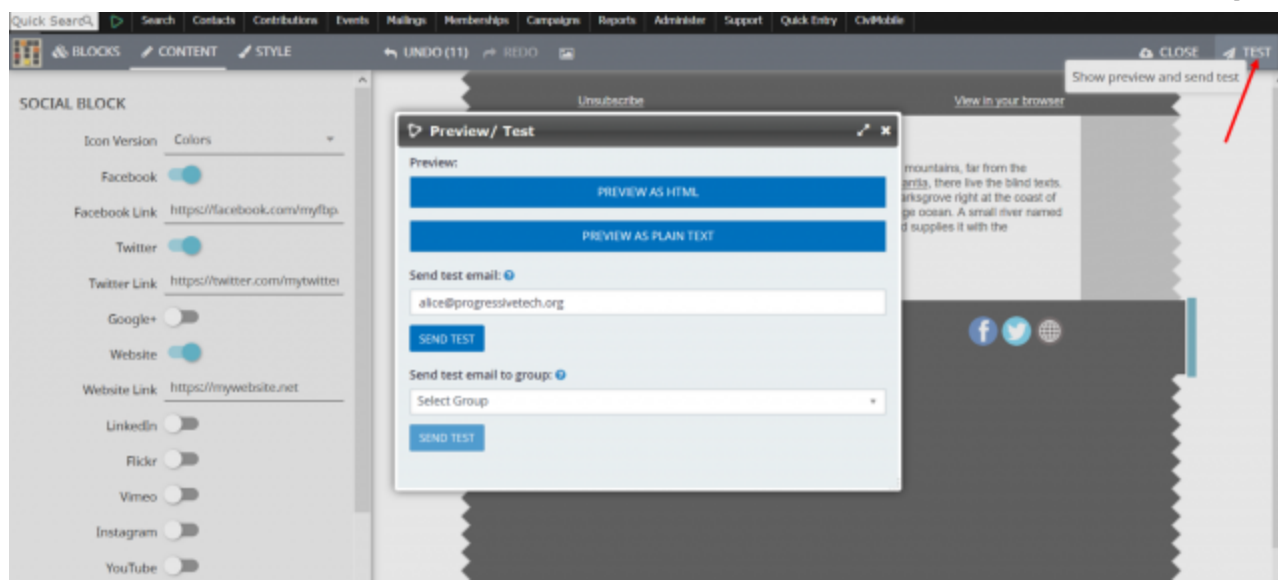 Quick Search Search Contacts Contributions Events Mailings Memberships Campaigns Reports Administer Support Quick Entry CiviMobile
BLOCKS CONTENT STYLE UNDO (11) REDO CLOSE TEST
Show preview and send test
SOCIAL BLOCK
Unsubscribe View in your browser
Icon Version Colors
Facebook
Facebook Link https://facebook.com/myfbp
Twitter
Twitter Link https://twitter.com/mytwitter
Google+
Website
Website Link https://mywebsite.net
LinkedIn
Flickr
Vimeo
Instagram
YouTube
Preview/ Test
Preview:
PREVIEW AS HTML
PREVIEW AS PLAIN TEXT
Send test email:
alice@progressivetech.org
SEND TEST
Send test email to group:
Select Group
SEND TEST
mountains, far from the
antia, there live the blind texts.
arksgrove right at the coast of
ge ocean. A small river named
d supplies it with the